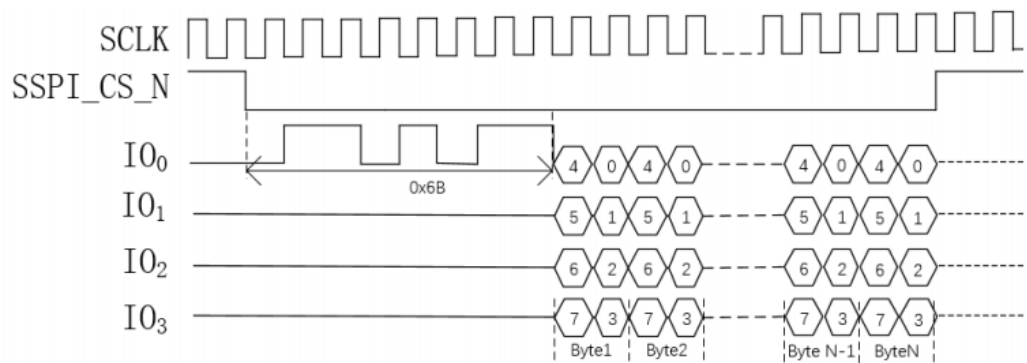 SCLK
SSPI_CS_N
IO₀ 4 0 4 0 4 0 4 0
0x6B
IO₁ 5 1 5 1 5 1 5 1
IO₂ 6 2 6 2 6 2 6 2
IO₃ 7 3 7 3 7 3 7 3
Byte1 Byte2 Byte N-1 ByteN